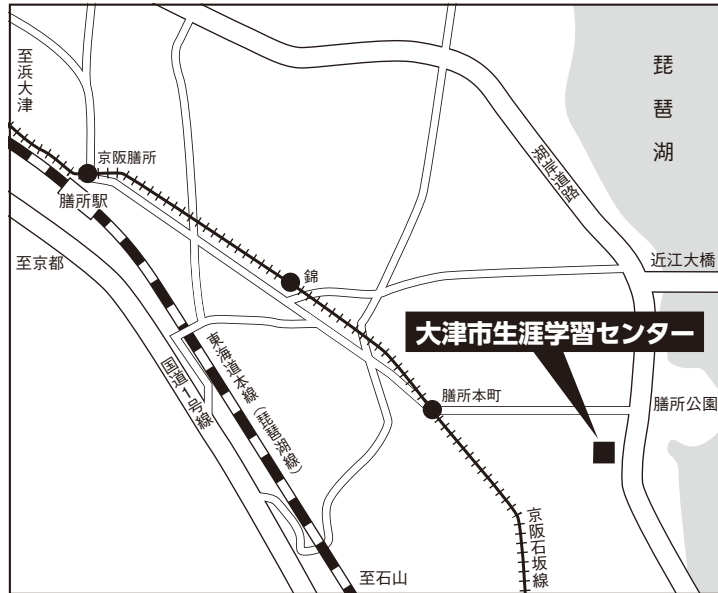 至浜大津
琵琶湖
京阪膳所
湖岸道路
膳所駅
近江大橋
至京都
錦
大津市生涯学習センター
東海道本線(琵琶湖線)
国道1号線
膳所本町
膳所公園
京阪石坂線
至石山